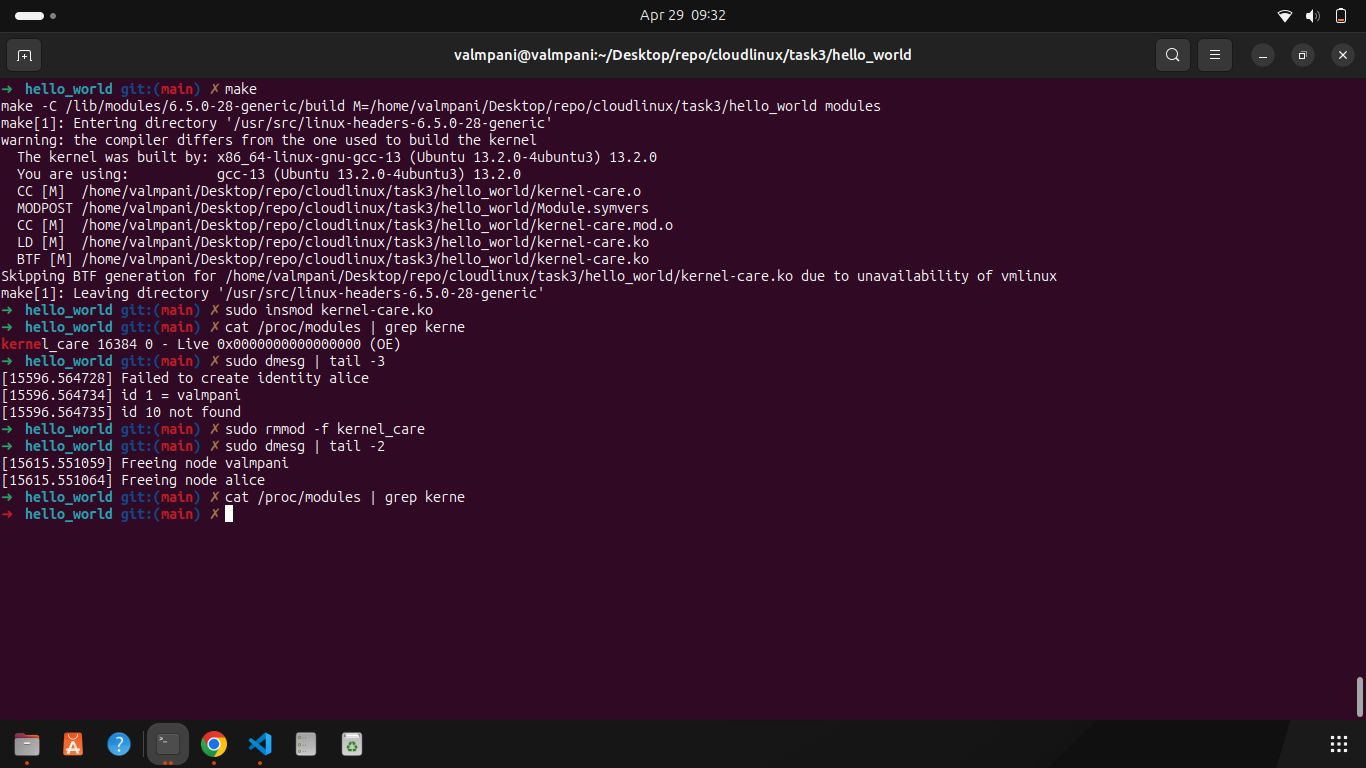 Apr 29 09:32
valmpani@valmpani:~/Desktop/repo/cloudlinux/task3/hello_world
➜  hello_world git:(main) ✗ make
make -C /lib/modules/6.5.0-28-generic/build M=/home/valmpani/Desktop/repo/cloudlinux/task3/hello_world modules
make[1]: Entering directory '/usr/src/linux-headers-6.5.0-28-generic'
warning: the compiler differs from the one used to build the kernel
  The kernel was built by: x86_64-linux-gnu-gcc-13 (Ubuntu 13.2.0-4ubuntu3) 13.2.0
  You are using:           gcc-13 (Ubuntu 13.2.0-4ubuntu3) 13.2.0
  CC [M]  /home/valmpani/Desktop/repo/cloudlinux/task3/hello_world/kernel-care.o
  MODPOST /home/valmpani/Desktop/repo/cloudlinux/task3/hello_world/Module.symvers
  CC [M]  /home/valmpani/Desktop/repo/cloudlinux/task3/hello_world/kernel-care.mod.o
  LD [M]  /home/valmpani/Desktop/repo/cloudlinux/task3/hello_world/kernel-care.ko
  BTF [M] /home/valmpani/Desktop/repo/cloudlinux/task3/hello_world/kernel-care.ko
Skipping BTF generation for /home/valmpani/Desktop/repo/cloudlinux/task3/hello_world/kernel-care.ko due to unavailability of vmlinux
make[1]: Leaving directory '/usr/src/linux-headers-6.5.0-28-generic'
➜  hello_world git:(main) ✗ sudo insmod kernel-care.ko
➜  hello_world git:(main) ✗ cat /proc/modules | grep kerne
kernel_care 16384 0 - Live 0x0000000000000000 (OE)
➜  hello_world git:(main) ✗ sudo dmesg | tail -3
[15596.564728] Failed to create identity alice
[15596.564734] id 1 = valmpani
[15596.564735] id 10 not found
➜  hello_world git:(main) ✗ sudo rmmod -f kernel_care
➜  hello_world git:(main) ✗ sudo dmesg | tail -2
[15615.551059] Freeing node valmpani
[15615.551064] Freeing node alice
➜  hello_world git:(main) ✗ cat /proc/modules | grep kerne
➜  hello_world git:(main) ✗